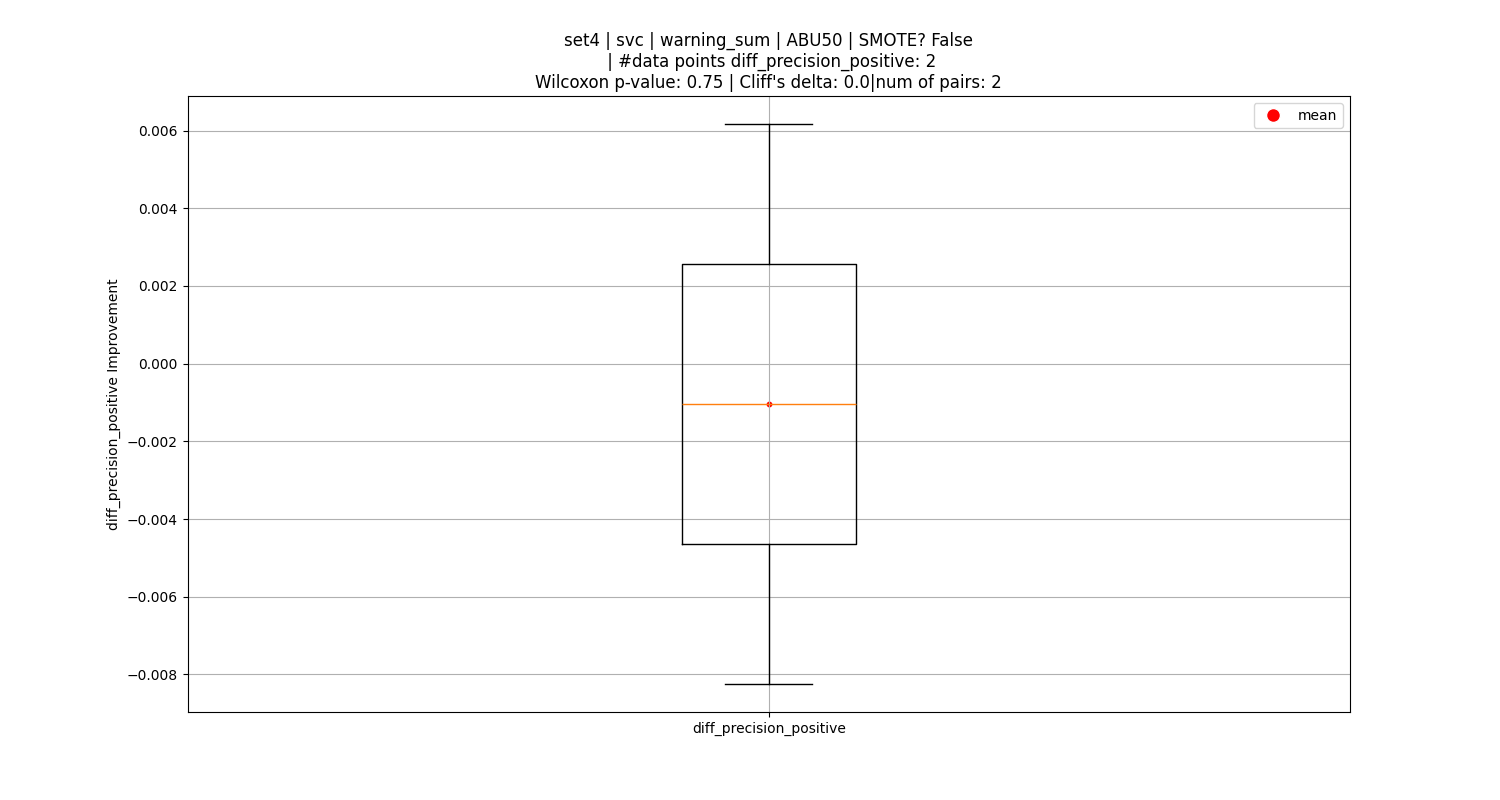 set4 | svc | warning_sum | ABU50 | SMOTE? False
| #data points diff_precision_positive: 2
Wilcoxon p-value: 0.75 | Cliff's delta: 0.0|num of pairs: 2
mean
0.006
0.004
0.002
0.000
−0.002
−0.004
−0.006
−0.008
diff_precision_positive Improvement
diff_precision_positive